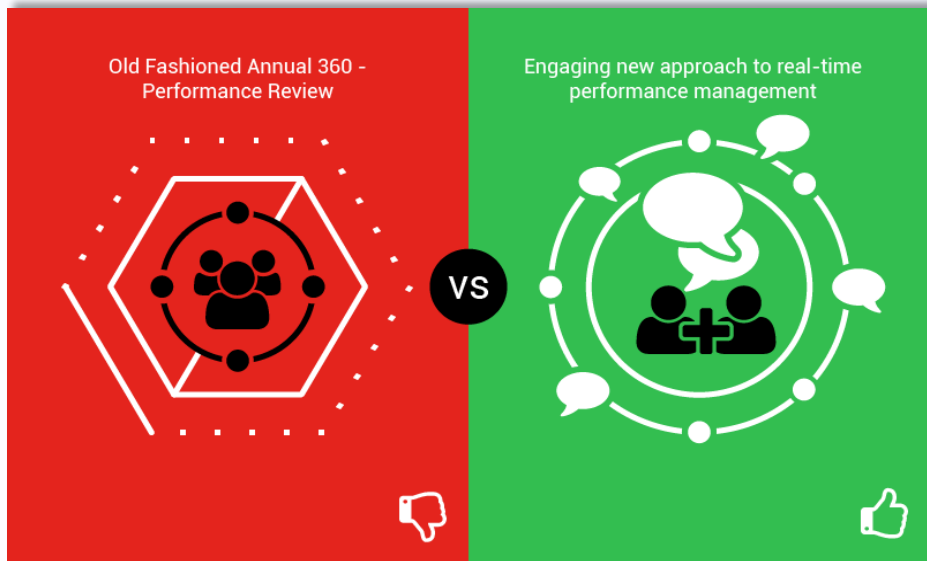 Old Fashioned Annual 360 -
Performance Review
Engaging new approach to real-time
performance management
VS